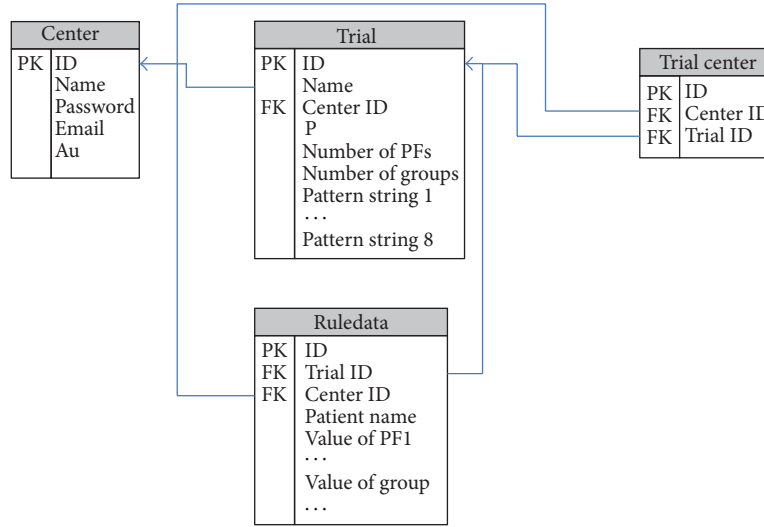 Center
PK ID
Name
Password
Email
Au
Trial
PK ID
Name
FK Center ID
P
Number of PFs
Number of groups
Pattern string 1
...
Pattern string 8
Trial center
PK ID
FK Center ID
FK Trial ID
Ruledata
PK ID
FK Trial ID
FK Center ID
Patient name
Value of PF1
...
Value of group
...